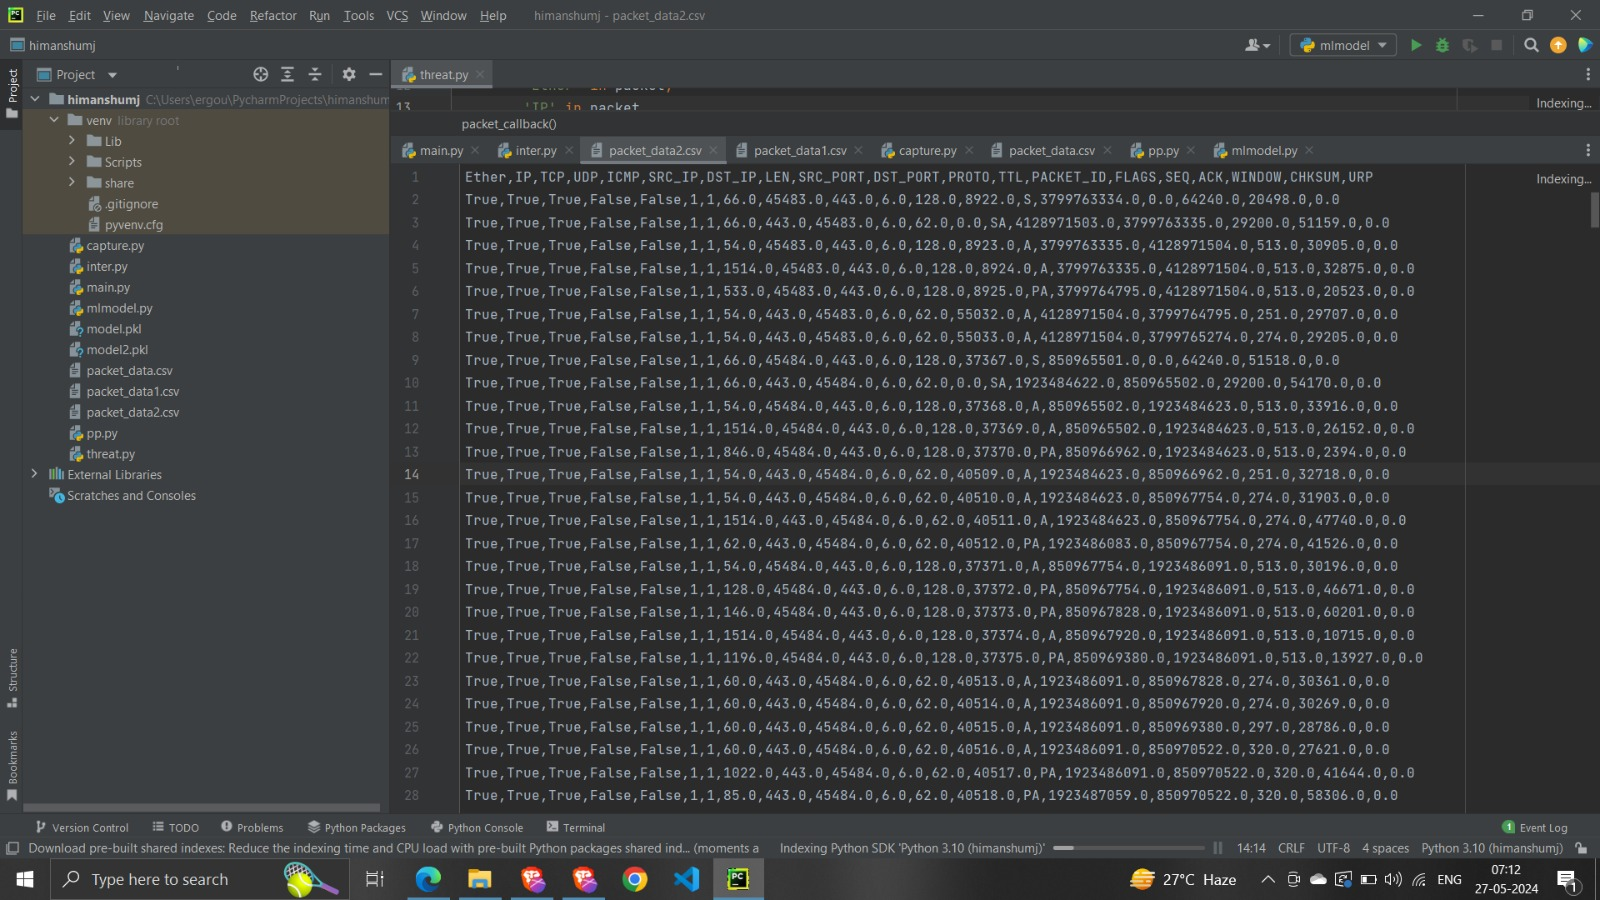 PC File Edit View Navigate Code Refactor Run Tools VCS Window Help himanshumj - packet_data2.csv
himanshumj
mlmodel
Project
Project
threat.py
himanshumj C:\Users\ergou\PycharmProjects\himanshum
venv library root
Lib
Scripts
share
.gitignore
pyvenv.cfg
capture.py
inter.py
main.py
mlmodel.py
model.pkl
model2.pkl
packet_data.csv
packet_data1.csv
packet_data2.csv
pp.py
threat.py
External Libraries
Scratches and Consoles
Structure
Bookmarks
13 'IP' in packet
Indexing...
packet_callback()
main.py inter.py packet_data2.csv packet_data1.csv capture.py packet_data.csv pp.py mlmodel.py
Indexing...
1 Ether,IP,TCP,UDP,ICMP,SRC_IP,DST_IP,LEN,SRC_PORT,DST_PORT,PROTO,TTL,PACKET_ID,FLAGS,SEQ,ACK,WINDOW,CHKSUM,URP
2 True,True,True,False,False,1,1,66.0,45483.0,443.0,6.0,128.0,8922.0,S,3799763334.0,0.0,64240.0,20498.0,0.0
3 True,True,True,False,False,1,1,66.0,443.0,45483.0,6.0,62.0,0.0,SA,4128971503.0,3799763335.0,29200.0,51159.0,0.0
4 True,True,True,False,False,1,1,54.0,45483.0,443.0,6.0,128.0,8923.0,A,3799763335.0,4128971504.0,513.0,30905.0,0.0
5 True,True,True,False,False,1,1,1514.0,45483.0,443.0,6.0,128.0,8924.0,A,3799763335.0,4128971504.0,513.0,32875.0,0.0
6 True,True,True,False,False,1,1,533.0,45483.0,443.0,6.0,128.0,8925.0,PA,3799764795.0,4128971504.0,513.0,20523.0,0.0
7 True,True,True,False,False,1,1,54.0,443.0,45483.0,6.0,62.0,55032.0,A,4128971504.0,3799764795.0,251.0,29707.0,0.0
8 True,True,True,False,False,1,1,54.0,443.0,45483.0,6.0,62.0,55033.0,A,4128971504.0,3799765274.0,274.0,29205.0,0.0
9 True,True,True,False,False,1,1,66.0,45484.0,443.0,6.0,128.0,37367.0,S,850965501.0,0.0,64240.0,51518.0,0.0
10 True,True,True,False,False,1,1,66.0,443.0,45484.0,6.0,62.0,0.0,SA,1923484622.0,850965502.0,29200.0,54170.0,0.0
11 True,True,True,False,False,1,1,54.0,45484.0,443.0,6.0,128.0,37368.0,A,850965502.0,1923484623.0,513.0,33916.0,0.0
12 True,True,True,False,False,1,1,1514.0,45484.0,443.0,6.0,128.0,37369.0,A,850965502.0,1923484623.0,513.0,26152.0,0.0
13 True,True,True,False,False,1,1,846.0,45484.0,443.0,6.0,128.0,37370.0,PA,850966962.0,1923484623.0,513.0,2394.0,0.0
14 True,True,True,False,False,1,1,54.0,443.0,45484.0,6.0,62.0,40509.0,A,1923484623.0,850966962.0,251.0,32718.0,0.0
15 True,True,True,False,False,1,1,54.0,443.0,45484.0,6.0,62.0,40510.0,A,1923484623.0,850967754.0,274.0,31903.0,0.0
16 True,True,True,False,False,1,1,1514.0,443.0,45484.0,6.0,62.0,40511.0,A,1923484623.0,850967754.0,274.0,47740.0,0.0
17 True,True,True,False,False,1,1,62.0,443.0,45484.0,6.0,62.0,40512.0,PA,1923486083.0,850967754.0,274.0,41526.0,0.0
18 True,True,True,False,False,1,1,54.0,45484.0,443.0,6.0,128.0,37371.0,A,850967754.0,1923486091.0,513.0,30196.0,0.0
19 True,True,True,False,False,1,1,128.0,45484.0,443.0,6.0,128.0,37372.0,PA,850967754.0,1923486091.0,513.0,46671.0,0.0
20 True,True,True,False,False,1,1,146.0,45484.0,443.0,6.0,128.0,37373.0,PA,850967828.0,1923486091.0,513.0,60201.0,0.0
21 True,True,True,False,False,1,1,1514.0,45484.0,443.0,6.0,128.0,37374.0,A,850967920.0,1923486091.0,513.0,10715.0,0.0
22 True,True,True,False,False,1,1,1196.0,45484.0,443.0,6.0,128.0,37375.0,PA,850969380.0,1923486091.0,513.0,13927.0,0.0
23 True,True,True,False,False,1,1,60.0,443.0,45484.0,6.0,62.0,40513.0,A,1923486091.0,850967828.0,274.0,30361.0,0.0
24 True,True,True,False,False,1,1,60.0,443.0,45484.0,6.0,62.0,40514.0,A,1923486091.0,850967920.0,274.0,30269.0,0.0
25 True,True,True,False,False,1,1,60.0,443.0,45484.0,6.0,62.0,40515.0,A,1923486091.0,850969380.0,297.0,28786.0,0.0
26 True,True,True,False,False,1,1,60.0,443.0,45484.0,6.0,62.0,40516.0,A,1923486091.0,850970522.0,320.0,27621.0,0.0
27 True,True,True,False,False,1,1,1022.0,443.0,45484.0,6.0,62.0,40517.0,PA,1923486091.0,850970522.0,320.0,41644.0,0.0
28 True,True,True,False,False,1,1,85.0,443.0,45484.0,6.0,62.0,40518.0,PA,1923487059.0,850970522.0,320.0,58306.0,0.0
Version Control TODO Problems Python Packages Python Console Terminal 1 Event Log
Download pre-built shared indexes: Reduce the indexing time and CPU load with pre-built Python packages shared ind... (moments a Indexing Python SDK 'Python 3.10 (himanshumj)' 14:14 CRLF UTF-8 4 spaces Python 3.10 (himanshumj)
Type here to search PC 27°C Haze ENG 07:12
27-05-2024 1